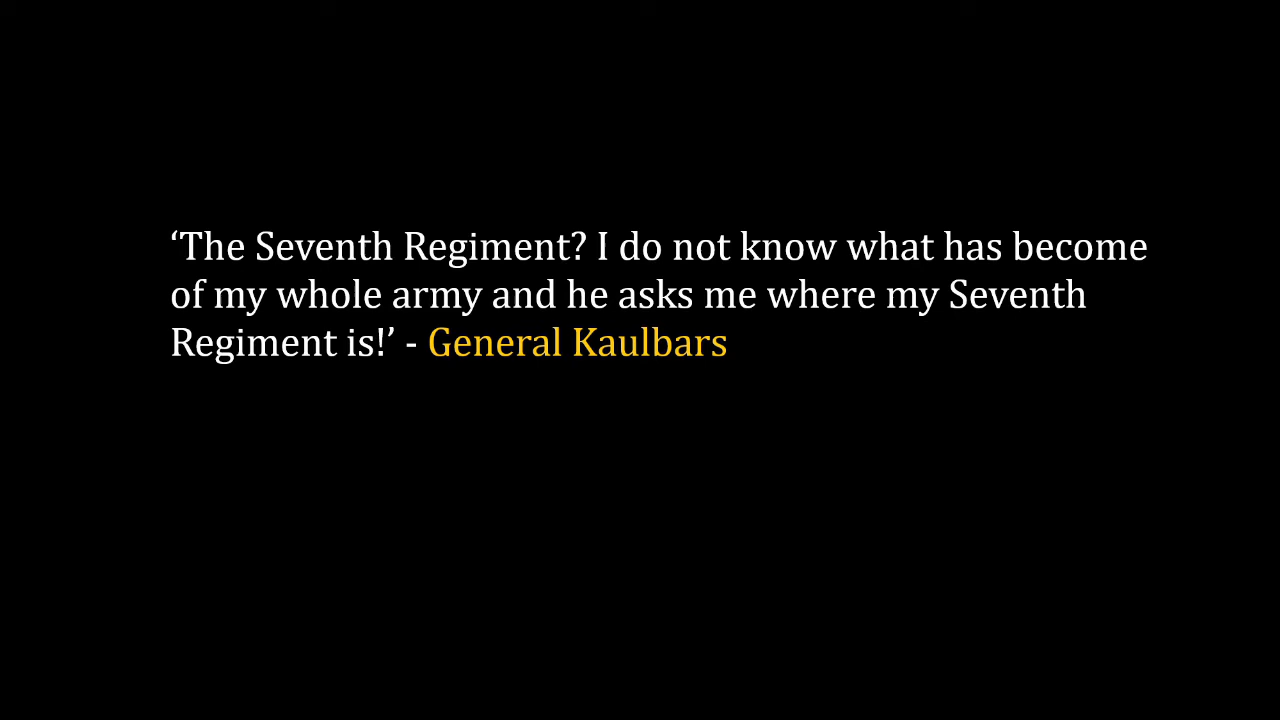 ‘The Seventh Regiment? I do not know what has become
of my whole army and he asks me where my Seventh
Regiment is!’ - General Kaulbars